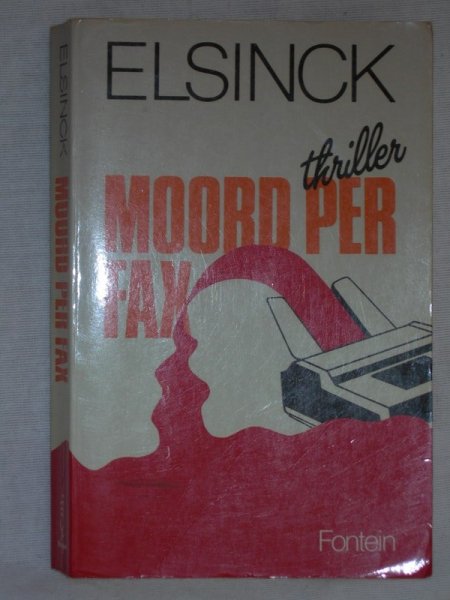 ELSINCK
thriller
MOORD PER
FAX
Fontein
ELSINCK
MOORD PER FAX